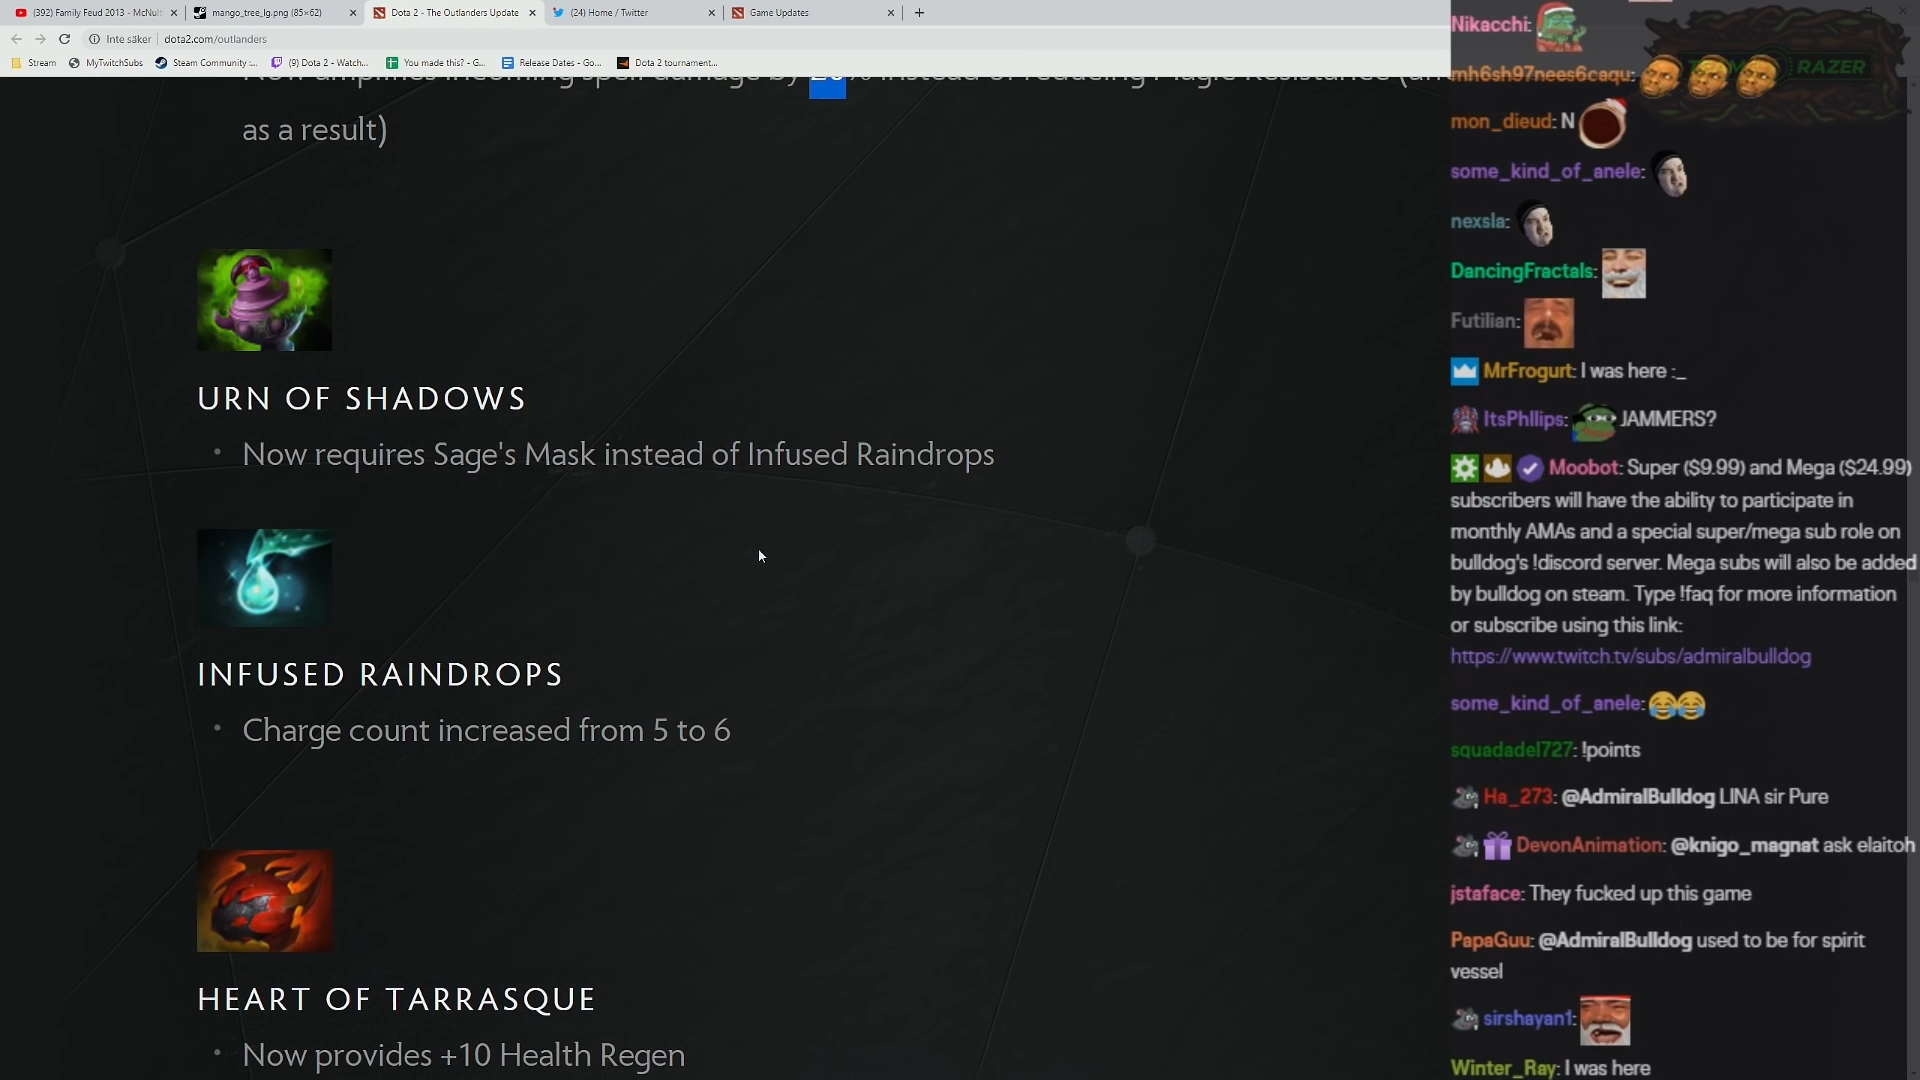 (392) Family Feud 2013 - McNult
mango_tree_lg.png (85×62)
Dota 2 - The Outlanders Update
(24) Home / Twitter
Game Updates
Inte säker
dota2.com/outlanders
Stream
MyTwitchSubs
Steam Community :...
(9) Dota 2 - Watch...
You made this? - G...
Release Dates - Go...
Dota 2 tournament...
as a result)
URN OF SHADOWS
• Now requires Sage's Mask instead of Infused Raindrops
INFUSED RAINDROPS
• Charge count increased from 5 to 6
HEART OF TARRASQUE
• Now provides +10 Health Regen
RAZER
Nikacchi:
mh6sh97nees6caqu:
mon_dieud: N
some_kind_of_anele:
nexsla:
DancingFractals:
Futilian:
MrFrogurt: I was here :_
ItsPhllips: JAMMERS?
Moobot: Super ($9.99) and Mega ($24.99)
subscribers will have the ability to participate in
monthly AMAs and a special super/mega sub role on
bulldog's !discord server. Mega subs will also be added
by bulldog on steam. Type !faq for more information
or subscribe using this link:
https://www.twitch.tv/subs/admiralbulldog
some_kind_of_anele: 😂😂
squadadel727: !points
Ha_273: @AdmiralBulldog LINA sir Pure
DevonAnimation: @knigo_magnat ask elaitoh
jstaface: They fucked up this game
PapaGuu: @AdmiralBulldog used to be for spirit
vessel
sirshayan1:
Winter_Ray: I was here